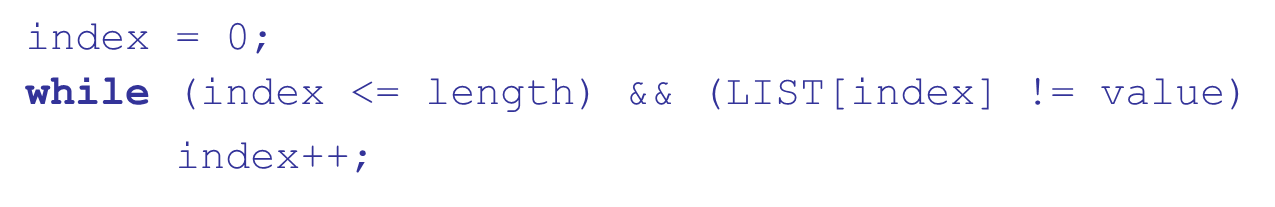 index = 0;
while (index <= length) && (LIST[index] != value)
index++;